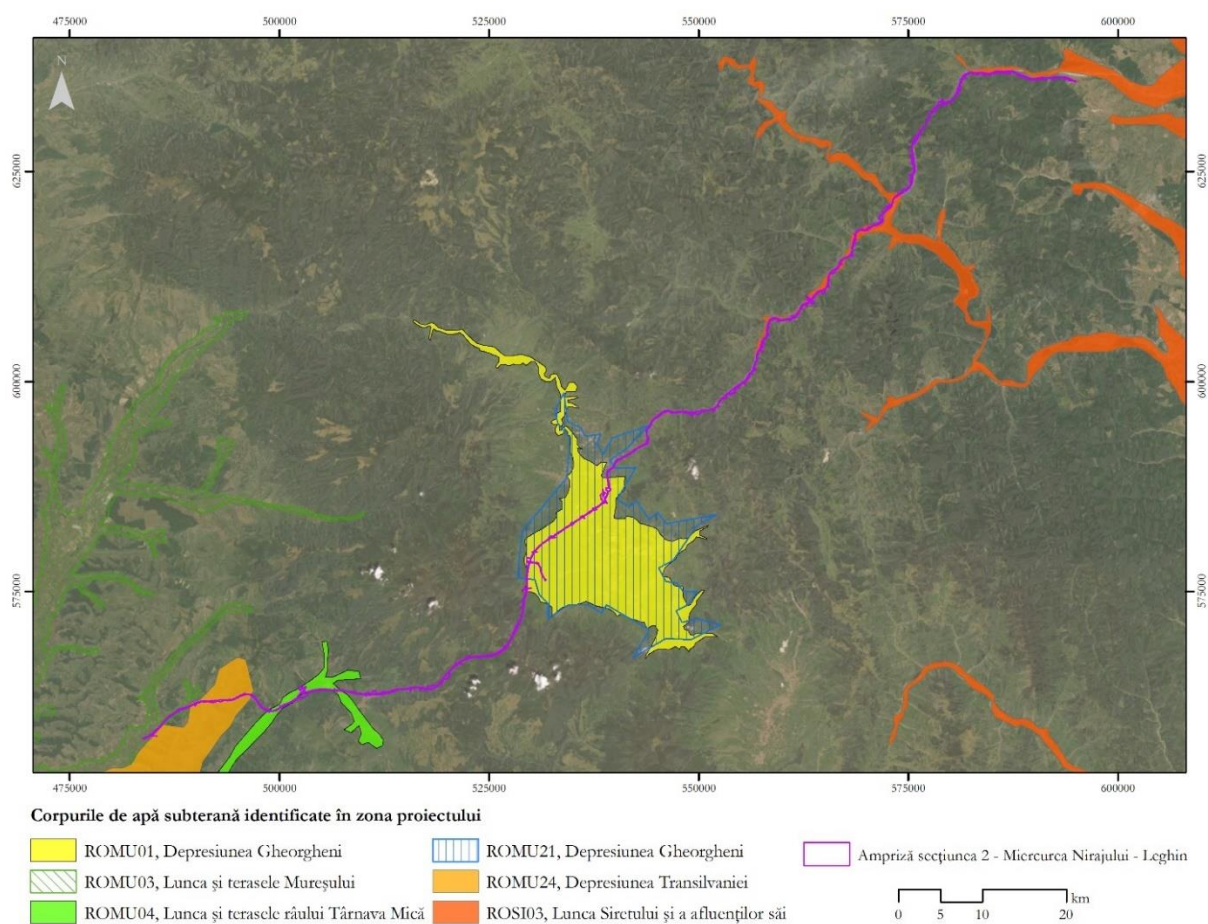 475000 500000 525000 550000 575000 600000
N
625000 625000
600000 600000
575000 575000
475000 500000 525000 550000 575000 600000
Corpurile de apă subterană identificate în zona proiectului
ROMU01, Depresiunea Gheorgheni
ROMU03, Lunca și terasele Mureșului
ROMU04, Lunca și terasele râului Târnava Mică
ROMU21, Depresiunea Gheorgheni
ROMU24, Depresiunea Transilvaniei
ROSI03, Lunca Siretului și a afluenților săi
Ampriză secțiunea 2 - Miercurea Nirajului - Leghin
km
0 5 10 20